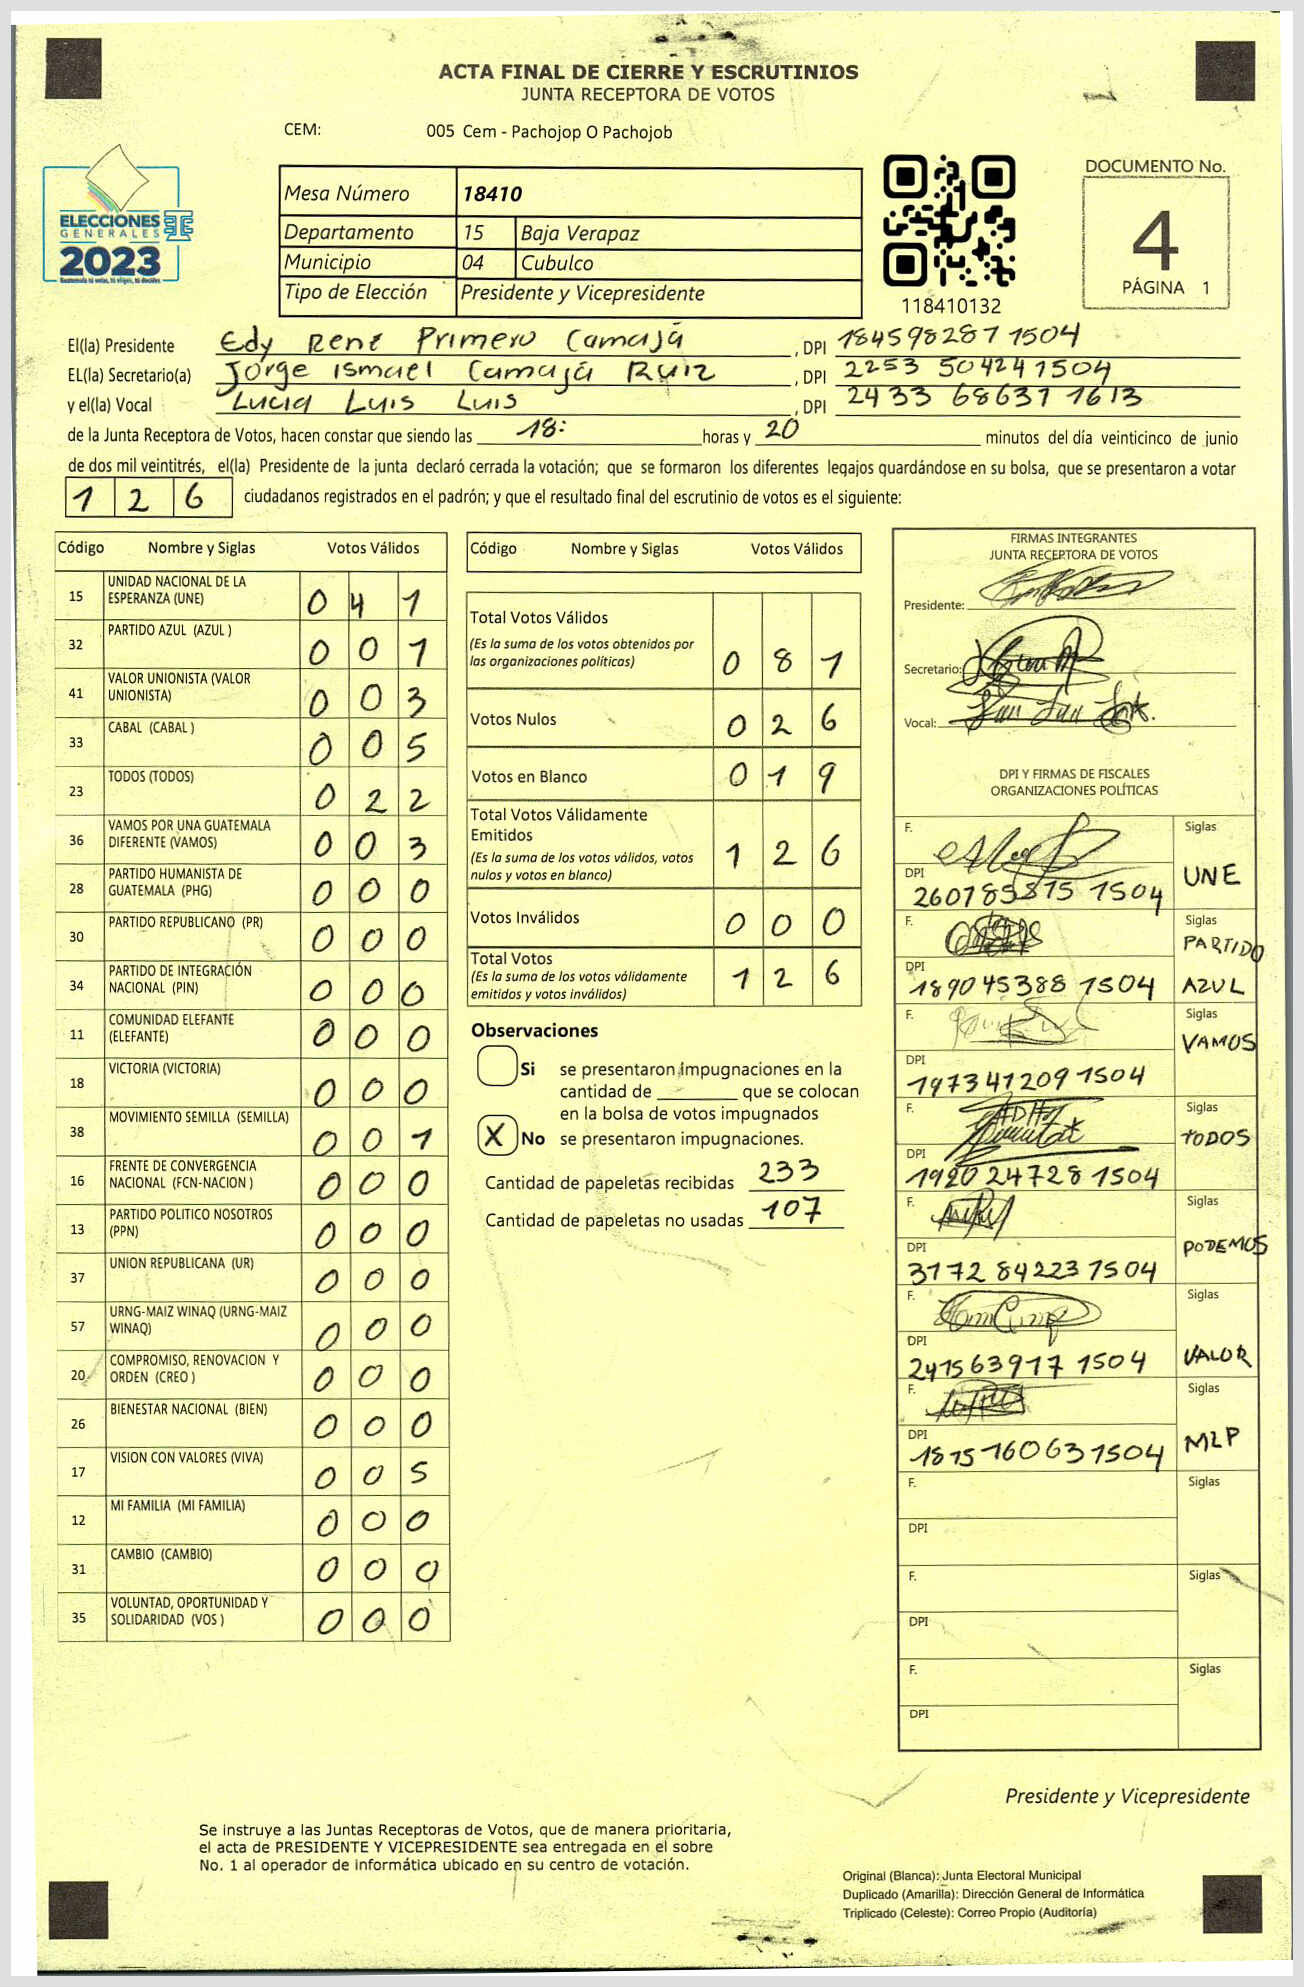 ACTA FINAL DE CIERRE Y ESCRUTINIOS
JUNTA RECEPTORA DE VOTOS
CEM: 005 Cem - Pachojop O Pachojob
ELECCIONES
GENERALES
2023
Mesa Número 18410
Departamento 15 Baja Verapaz
Municipio 04 Cubulco
Tipo de Elección Presidente y Vicepresidente
118410132
DOCUMENTO No.
4
PÁGINA 1
El(la) Presidente Edy René Primero Camajá, DPI 184598287 1504
EL(la) Secretario(a) Jorge Ismael Camajá Ruiz, DPI 2253 50424 1504
y el(la) Vocal Lucia Luis Luis, DPI 2433 68637 1613
de la Junta Receptora de Votos, hacen constar que siendo las 18: horas y 20 minutos del día veinticinco de junio
de dos mil veintitrés, el(la) Presidente de la junta declaró cerrada la votación; que se formaron los diferentes legajos guardándose en su bolsa, que se presentaron a votar
1 2 6 ciudadanos registrados en el padrón; y que el resultado final del escrutinio de votos es el siguiente:
Código Nombre y Siglas Votos Válidos
15 UNIDAD NACIONAL DE LA ESPERANZA (UNE) 0 4 1
32 PARTIDO AZUL (AZUL ) 0 0 1
41 VALOR UNIONISTA (VALOR UNIONISTA) 0 0 3
33 CABAL (CABAL ) 0 0 5
23 TODOS (TODOS) 0 2 2
36 VAMOS POR UNA GUATEMALA DIFERENTE (VAMOS) 0 0 3
28 PARTIDO HUMANISTA DE GUATEMALA (PHG) 0 0 0
30 PARTIDO REPUBLICANO (PR) 0 0 0
34 PARTIDO DE INTEGRACIÓN NACIONAL (PIN) 0 0 0
11 COMUNIDAD ELEFANTE (ELEFANTE) 0 0 0
18 VICTORIA (VICTORIA) 0 0 0
38 MOVIMIENTO SEMILLA (SEMILLA) 0 0 1
16 FRENTE DE CONVERGENCIA NACIONAL (FCN-NACION ) 0 0 0
13 PARTIDO POLITICO NOSOTROS (PPN) 0 0 0
37 UNION REPUBLICANA (UR) 0 0 0
57 URNG-MAIZ WINAQ (URNG-MAIZ WINAQ) 0 0 0
20 COMPROMISO, RENOVACION Y ORDEN (CREO ) 0 0 0
26 BIENESTAR NACIONAL (BIEN) 0 0 0
17 VISION CON VALORES (VIVA) 0 0 5
12 MI FAMILIA (MI FAMILIA) 0 0 0
31 CAMBIO (CAMBIO) 0 0 0
35 VOLUNTAD, OPORTUNIDAD Y SOLIDARIDAD (VOS ) 0 0 0
Código Nombre y Siglas Votos Válidos
Total Votos Válidos
(Es la suma de los votos obtenidos por
las organizaciones políticas) 0 8 1
Votos Nulos 0 2 6
Votos en Blanco 0 1 9
Total Votos Válidamente
Emitidos
(Es la suma de los votos válidos, votos
nulos y votos en blanco) 1 2 6
Votos Inválidos 0 0 0
Total Votos
(Es la suma de los votos válidamente
emitidos y votos inválidos) 1 2 6
Observaciones
Si se presentaron impugnaciones en la
cantidad de ________ que se colocan
en la bolsa de votos impugnados
X No se presentaron impugnaciones.
Cantidad de papeletas recibidas 233
Cantidad de papeletas no usadas 107
FIRMAS INTEGRANTES
JUNTA RECEPTORA DE VOTOS
Presidente:
Secretario:
Vocal:
DPI Y FIRMAS DE FISCALES
ORGANIZACIONES POLÍTICAS
F. Siglas
DPI 260785875 1504 UNE
F. Siglas
DPI 189045388 1504 PARTIDO AZUL
F. Siglas
DPI 197341209 1504 VAMOS
F. Siglas
DPI 1920 24728 1504 TODOS
F. Siglas
DPI 3172 84223 1504 PODEMOS
F. Siglas
DPI 241563917 1504 VALOR
F. Siglas
DPI 1815 16063 1504 MLP
F. Siglas
DPI
F. Siglas
DPI
F. Siglas
DPI
Presidente y Vicepresidente
Se instruye a las Juntas Receptoras de Votos, que de manera prioritaria,
el acta de PRESIDENTE Y VICEPRESIDENTE sea entregada en el sobre
No. 1 al operador de informática ubicado en su centro de votación.
Original (Blanca): Junta Electoral Municipal
Duplicado (Amarilla): Dirección General de Informática
Triplicado (Celeste): Correo Propio (Auditoría)